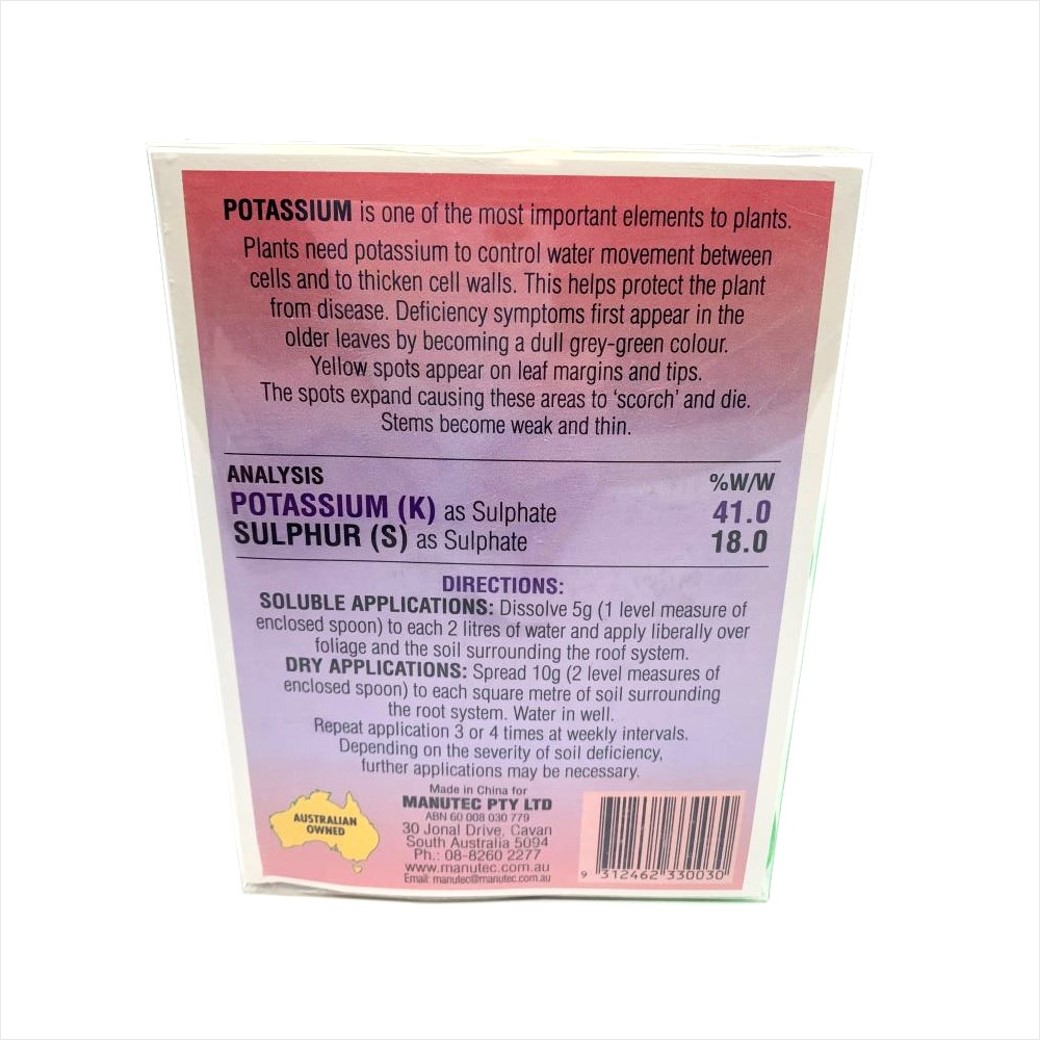 POTASSIUM is one of the most important elements to plants.
Plants need potassium to control water movement between
cells and to thicken cell walls. This helps protect the plant
from disease. Deficiency symptoms first appear in the
older leaves by becoming a dull grey-green colour.
Yellow spots appear on leaf margins and tips.
The spots expand causing these areas to 'scorch' and die.
Stems become weak and thin.
ANALYSIS %W/W
POTASSIUM (K) as Sulphate 41.0
SULPHUR (S) as Sulphate 18.0
DIRECTIONS:
SOLUBLE APPLICATIONS: Dissolve 5g (1 level measure of
enclosed spoon) to each 2 litres of water and apply liberally over
foliage and the soil surrounding the roof system.
DRY APPLICATIONS: Spread 10g (2 level measures of
enclosed spoon) to each square metre of soil surrounding
the root system. Water in well.
Repeat application 3 or 4 times at weekly intervals.
Depending on the severity of soil deficiency,
further applications may be necessary.
AUSTRALIAN
OWNED
Made in China for
MANUTEC PTY LTD
ABN 60 008 030 779
30 Jonal Drive, Cavan
South Australia 5094
Ph.: 08-8260 2277
www.manutec.com.au
Email: manutec@manutec.com.au
9 312462 330030